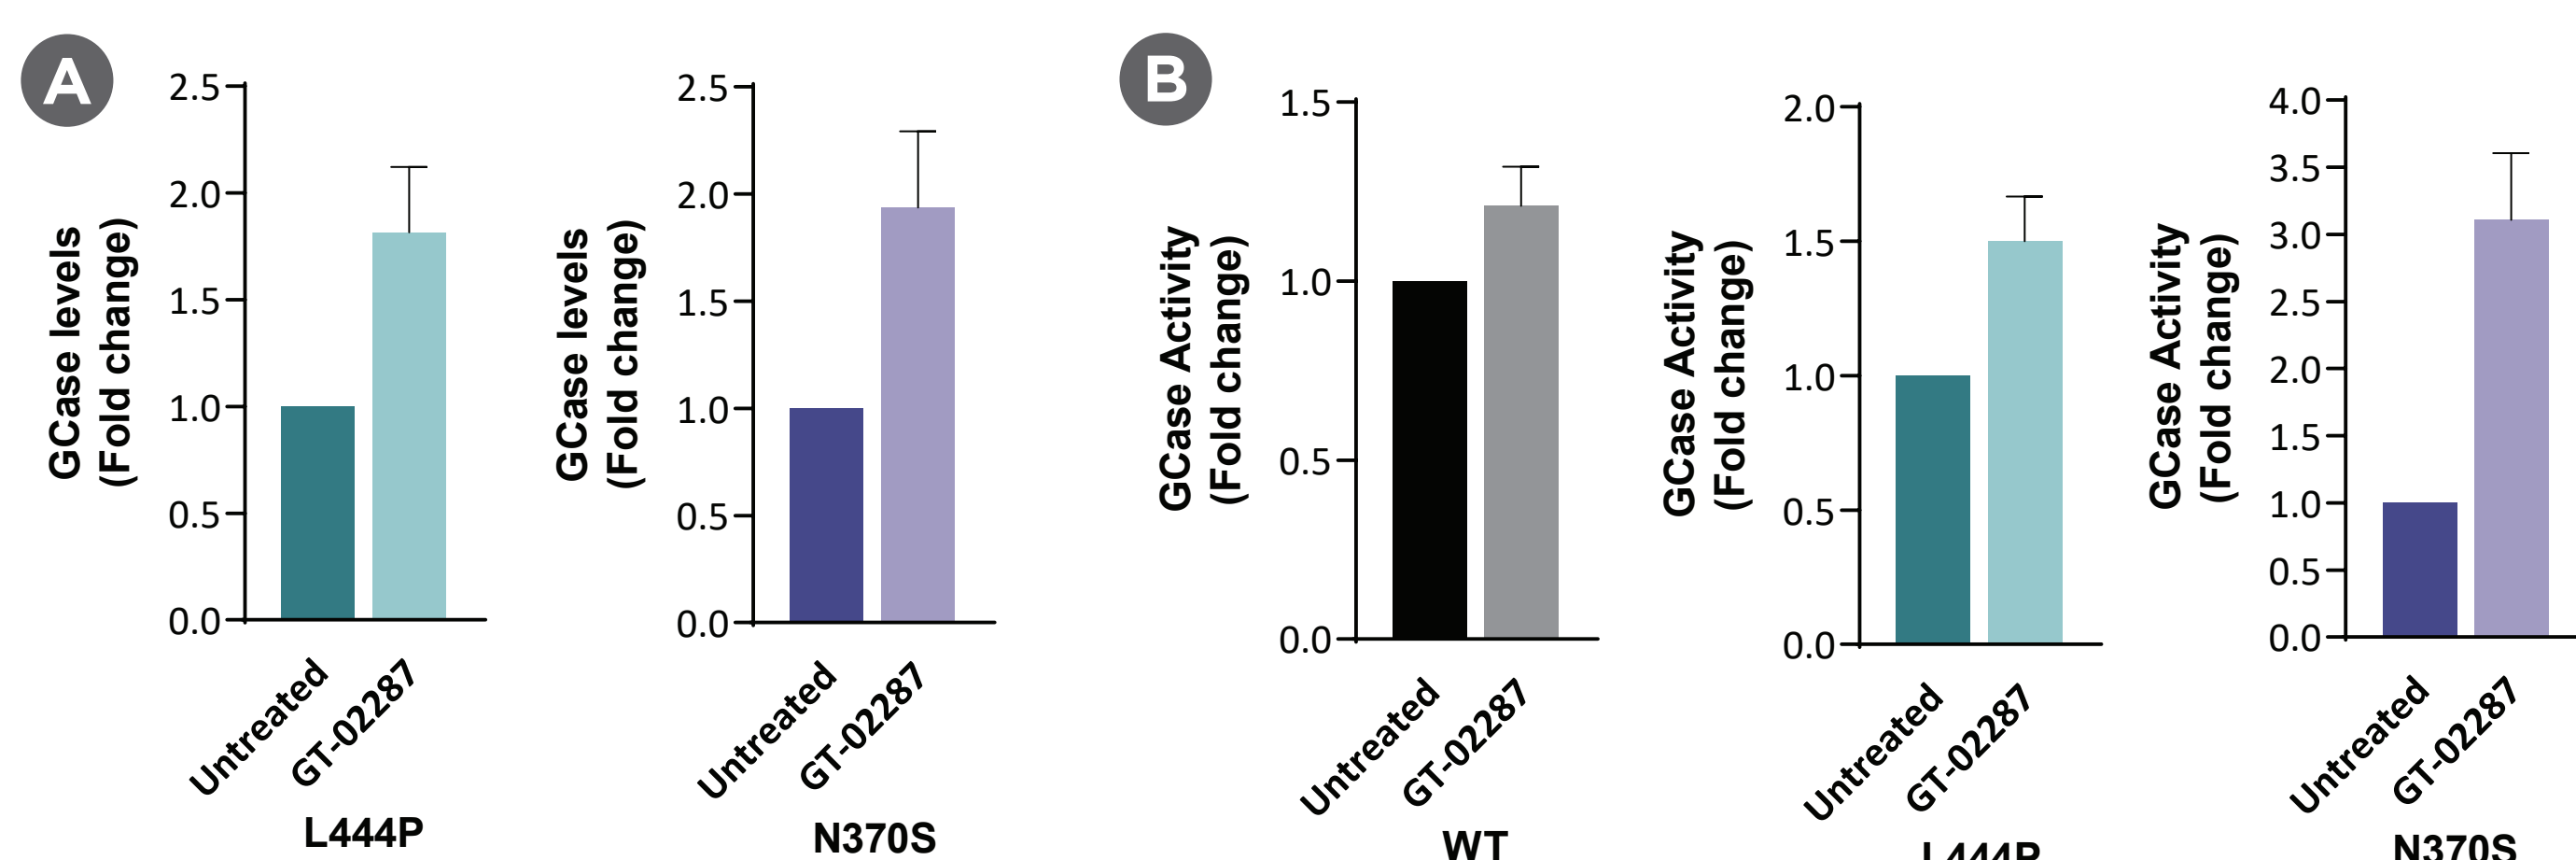 A
GCase levels
(Fold change)
2.5
2.0
1.5
1.0
0.5
0.0
Untreated
GT-02287
L444P
GCase levels
(Fold change)
2.5
2.0
1.5
1.0
0.5
0.0
Untreated
GT-02287
N370S
B
GCase Activity
(Fold change)
1.5
1.0
0.5
0.0
Untreated
GT-02287
WT
GCase Activity
(Fold change)
2.0
1.5
1.0
0.5
0.0
Untreated
GT-02287
L444P
GCase Activity
(Fold change)
4.0
3.5
3.0
2.5
2.0
1.5
1.0
0.5
0.0
Untreated
GT-02287
N370S